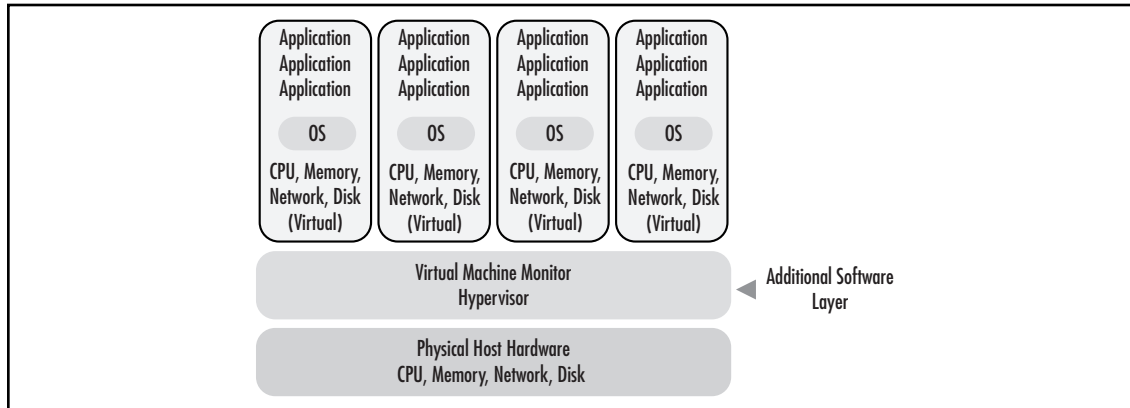 Application
Application
Application
OS
CPU, Memory,
Network, Disk
(Virtual)
Application
Application
Application
OS
CPU, Memory,
Network, Disk
(Virtual)
Application
Application
Application
OS
CPU, Memory,
Network, Disk
(Virtual)
Application
Application
Application
OS
CPU, Memory,
Network, Disk
(Virtual)
Virtual Machine Monitor
Hypervisor
Additional Software
Layer
Physical Host Hardware
CPU, Memory, Network, Disk